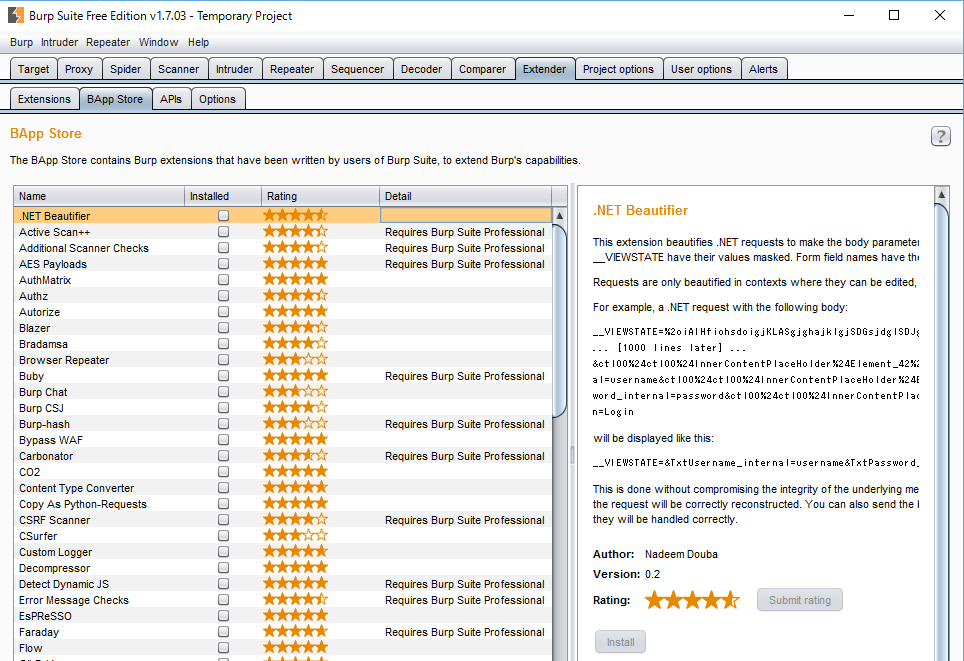 Burp Suite Free Edition v1.7.03 - Temporary Project
Burp Intruder Repeater Window Help
Target Proxy Spider Scanner Intruder Repeater Sequencer Decoder Comparer Extender Project options User options Alerts
Extensions BApp Store APIs Options
BApp Store
?
The BApp Store contains Burp extensions that have been written by users of Burp Suite, to extend Burp's capabilities.
Name Installed Rating Detail
.NET Beautifier
Active Scan++ Requires Burp Suite Professional
Additional Scanner Checks Requires Burp Suite Professional
AES Payloads Requires Burp Suite Professional
AuthMatrix
Authz
Autorize
Blazer
Bradamsa
Browser Repeater
Buby Requires Burp Suite Professional
Burp Chat
Burp CSJ
Burp-hash Requires Burp Suite Professional
Bypass WAF
Carbonator Requires Burp Suite Professional
CO2
Content Type Converter
Copy As Python-Requests
CSRF Scanner Requires Burp Suite Professional
CSurfer
Custom Logger
Decompressor
Detect Dynamic JS Requires Burp Suite Professional
Error Message Checks Requires Burp Suite Professional
EsPReSSO
Faraday Requires Burp Suite Professional
Flow
.NET Beautifier
This extension beautifies .NET requests to make the body parameter
__VIEWSTATE have their values masked. Form field names have the
Requests are only beautified in contexts where they can be edited,
For example, a .NET request with the following body:
... [1000 lines later] ...
&ctl00%24ctl00%24InnerContentPlaceHolder%24Element_42%2
al=username&ctl00%24ctl00%24InnerContentPlaceHolder%24E
word_internal=password&ctl00%24ctl00%24InnerContentPlac
n=Login
will be displayed like this:
__VIEWSTATE=&TxtUsername_internal=username&TxtPassword_
This is done without compromising the integrity of the underlying me
the request will be correctly reconstructed. You can also send the
they will be handled correctly.
Author: Nadeem Douba
Version: 0.2
Rating: Submit rating
Install